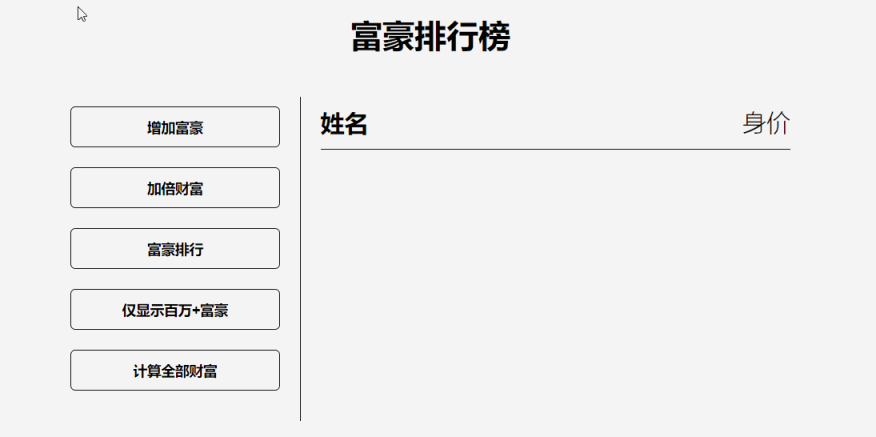 富豪排行榜
增加富豪
加倍财富
富豪排行
仅显示百万+富豪
计算全部财富
姓名 身价